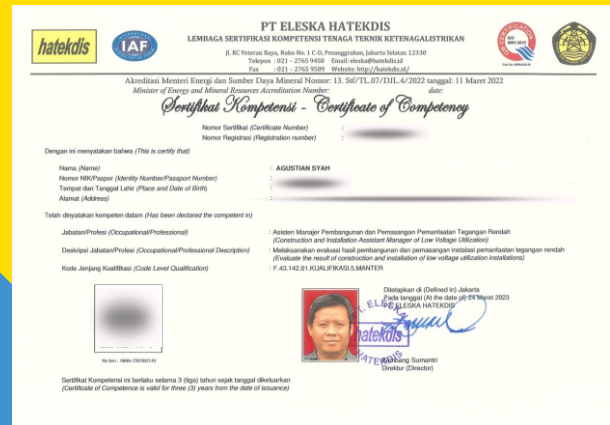 hatekdis
IAF
PT ELESKA HATEKDIS
LEMBAGA SERTIFIKASI KOMPETENSI TENAGA TEKNIK KETENAGALISTRIKAN
Jl. RC Veteran Raya, Ruko No. 1 C-D, Pesanggrahan, Jakarta Selatan 12330
Telepon : 021 - 2765 9458 Email: eleska@hatekdis.id
Fax : 021 - 2765 9589 Website: http://hatekdis.id/
Akreditasi Menteri Energi dan Sumber Daya Mineral Nomor: 13. Stf/TL.07/DJL.4/2022 tanggal: 11 Maret 2022
Minister of Energy and Mineral Resources Accreditation Number: date:
Sertifikat Kompetensi - Certificate of Competency
Nomor Sertifikat (Certificate Number) :
Nomor Registrasi (Registration number) :
Dengan ini menyatakan bahwa (This is certify that)
Nama (Name) : AGUSTIAN SYAH
Nomor NIK/Paspor (Identity Number/Passport Number) :
Tempat dan Tanggal Lahir (Place and Date of Birth) :
Alamat (Address) :
Telah dinyatakan kompeten dalam (Has been declared the competent in)
Jabatan/Profesi (Occupational/Professional) : Asisten Manajer Pembangunan dan Pemasangan Pemanfaatan Tegangan Rendah
(Construction and Installation Assistant Manager of Low Voltage Utilization)
Deskripsi Jabatan/Profesi (Occupational/Professional Description) : Melaksanakan evaluasi hasil pembangunan dan pemasangan instalasi pemanfaatan tegangan rendah
(Evaluate the result of construction and installation of low voltage utilization installations)
Kode Jenjang Kualifikasi (Code Level Qualification) : F.43.142.01.KUALIFIKASI.5.MANTER
Ditetapkan di (Defined in) Jakarta
Pada tanggal (At the date of) 24 Maret 2023
PT ELESKA HATEKDIS
hatekdis
Bambang Sumantri
Direktur (Director)
Sertifikat Kompetensi ini berlaku selama 3 (tiga) tahun sejak tanggal dikeluarkan
(Certificate of Competence is valid for three (3) years from the date of issuance)